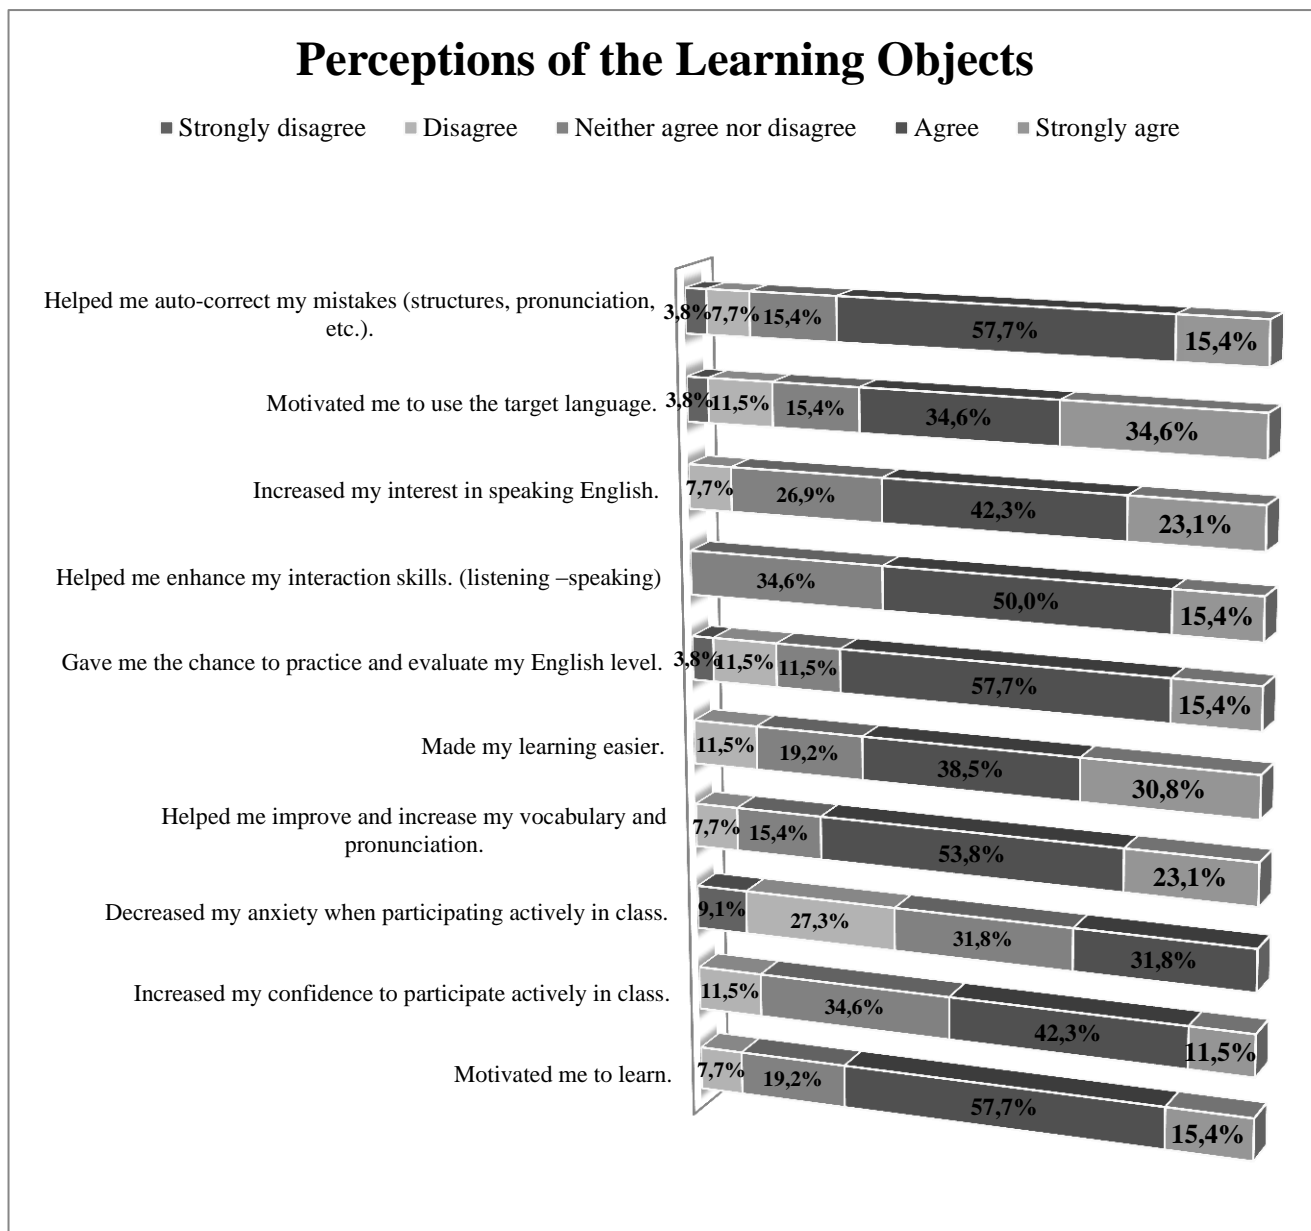 Perceptions of the Learning Objects
Strongly disagree Disagree Neither agree nor disagree Agree Strongly agre
Helped me auto-correct my mistakes (structures, pronunciation,
etc.).
3,8% 7,7% 15,4% 57,7% 15,4%
Motivated me to use the target language.
3,8% 11,5% 15,4% 34,6% 34,6%
Increased my interest in speaking English.
7,7% 26,9% 42,3% 23,1%
Helped me enhance my interaction skills. (listening –speaking)
34,6% 50,0% 15,4%
Gave me the chance to practice and evaluate my English level.
3,8% 11,5% 11,5% 57,7% 15,4%
Made my learning easier.
11,5% 19,2% 38,5% 30,8%
Helped me improve and increase my vocabulary and
pronunciation.
7,7% 15,4% 53,8% 23,1%
Decreased my anxiety when participating actively in class.
9,1% 27,3% 31,8% 31,8%
Increased my confidence to participate actively in class.
11,5% 34,6% 42,3% 11,5%
Motivated me to learn.
7,7% 19,2% 57,7% 15,4%